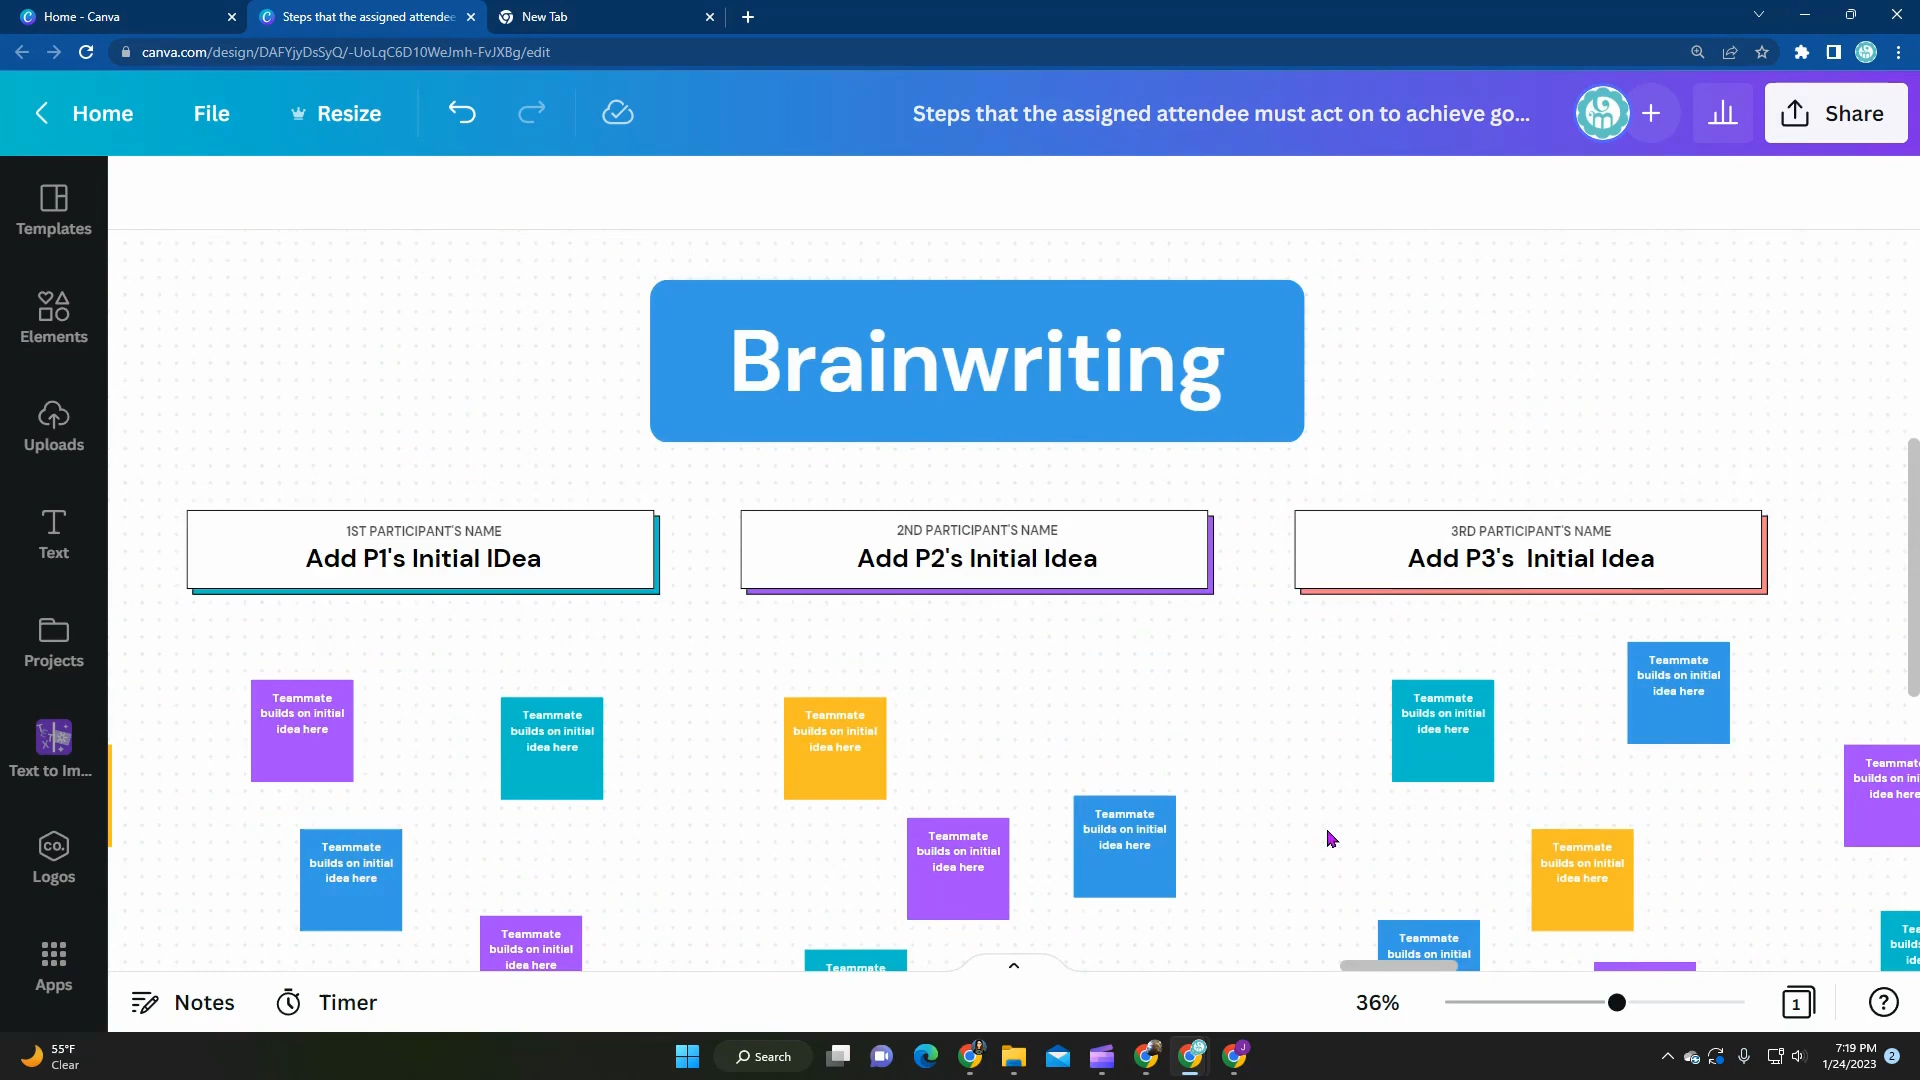 Home - Canva
Steps that the assigned attendee
New Tab
canva.com/design/DAFYjyDsSyQ/-UoLqC6D10WeJmh-FvJXBg/edit
Home
File
Resize
Steps that the assigned attendee must act on to achieve go...
Share
Templates
Elements
Uploads
Text
Projects
Text to Im...
CO.
Logos
Apps
Brainwriting
1ST PARTICIPANT'S NAME
Add P1's Initial IDea
2ND PARTICIPANT'S NAME
Add P2's Initial Idea
3RD PARTICIPANT'S NAME
Add P3's Initial Idea
Teammate
builds on initial
idea here
Teammate
builds on initial
idea here
Teammate
builds on initial
idea here
Teammate
builds on initial
idea here
Teammate
builds on initial
idea here
Teammate
builds on initial
idea here
Teammate
builds on initial
idea here
Teammate
builds on initial
idea here
Teammate
Teammate
builds on initial
idea here
Teammate
builds on initial
idea here
Teammate
builds on initial
idea here
Teammate
builds on initial
Notes
Timer
36%
1
?
55°F
Clear
Search
J
7:19 PM
1/24/2023
2